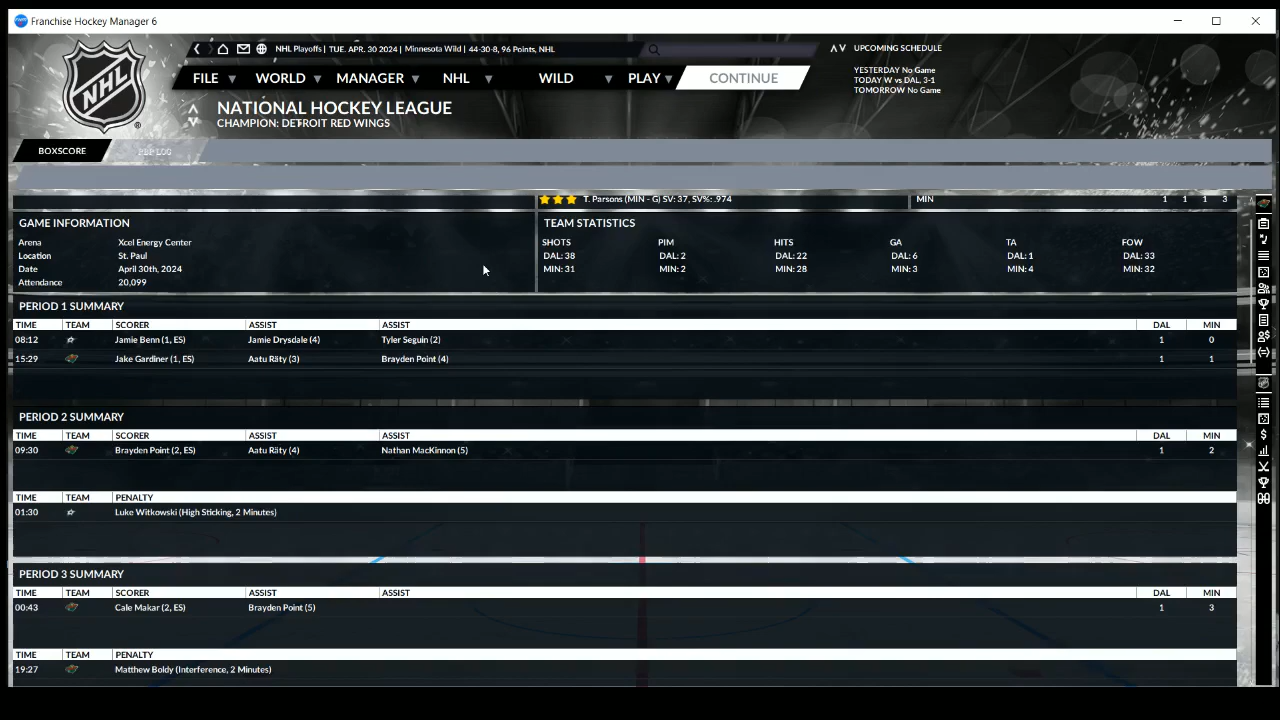 Franchise Hockey Manager 6
NHL Playoffs | TUE. APR. 30 2024 | Minnesota Wild | 44-30-8, 96 Points, NHL
UPCOMING SCHEDULE
YESTERDAY No Game
TODAY W vs DAL, 3-1
TOMORROW No Game
FILE WORLD MANAGER NHL WILD PLAY CONTINUE
NHL
NATIONAL HOCKEY LEAGUE
CHAMPION: DETROIT RED WINGS
BOXSCORE PBP LOG
T. Parsons (MIN - G) SV: 37, SV%: .974 MIN 1 1 1 3
GAME INFORMATION
Arena Xcel Energy Center
Location St. Paul
Date April 30th, 2024
Attendance 20,099
TEAM STATISTICS
SHOTS PIM HITS GA TA FOW
DAL: 38 DAL: 2 DAL: 22 DAL: 6 DAL: 1 DAL: 33
MIN: 31 MIN: 2 MIN: 28 MIN: 3 MIN: 4 MIN: 32
PERIOD 1 SUMMARY
TIME TEAM SCORER ASSIST ASSIST DAL MIN
08:12 Jamie Benn (1, ES) Jamie Drysdale (4) Tyler Seguin (2) 1 0
15:29 Jake Gardiner (1, ES) Aatu Räty (3) Brayden Point (4) 1 1
PERIOD 2 SUMMARY
TIME TEAM SCORER ASSIST ASSIST DAL MIN
09:30 Brayden Point (2, ES) Aatu Räty (4) Nathan MacKinnon (5) 1 2
TIME TEAM PENALTY
01:30 Luke Witkowski (High Sticking, 2 Minutes)
PERIOD 3 SUMMARY
TIME TEAM SCORER ASSIST ASSIST DAL MIN
00:43 Cale Makar (2, ES) Brayden Point (5) 1 3
TIME TEAM PENALTY
19:27 Matthew Boldy (Interference, 2 Minutes)